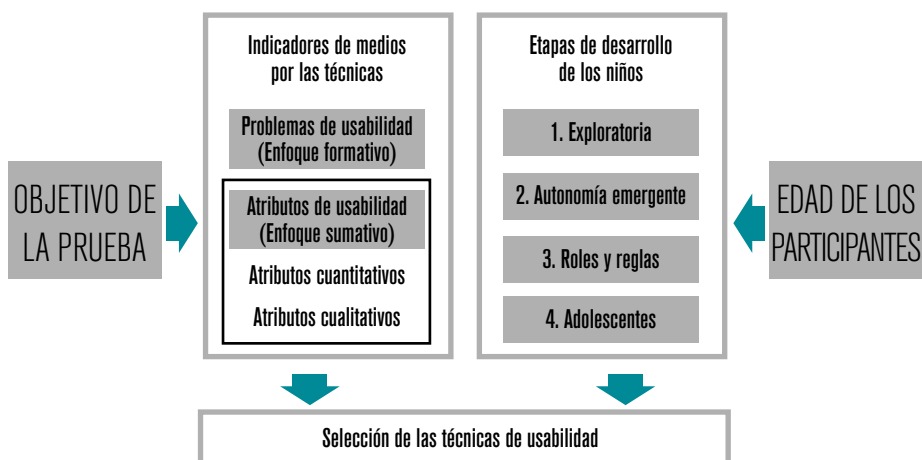 OBJETIVO DE
LA PRUEBA
Indicadores de medios
por las técnicas
Problemas de usabilidad
(Enfoque formativo)
Atributos de usabilidad
(Enfoque sumativo)
Atributos cuantitativos
Atributos cualitativos
Etapas de desarrollo
de los niños
1. Exploratoria
2. Autonomía emergente
3. Roles y reglas
4. Adolescentes
EDAD DE LOS
PARTICIPANTES
Selección de las técnicas de usabilidad